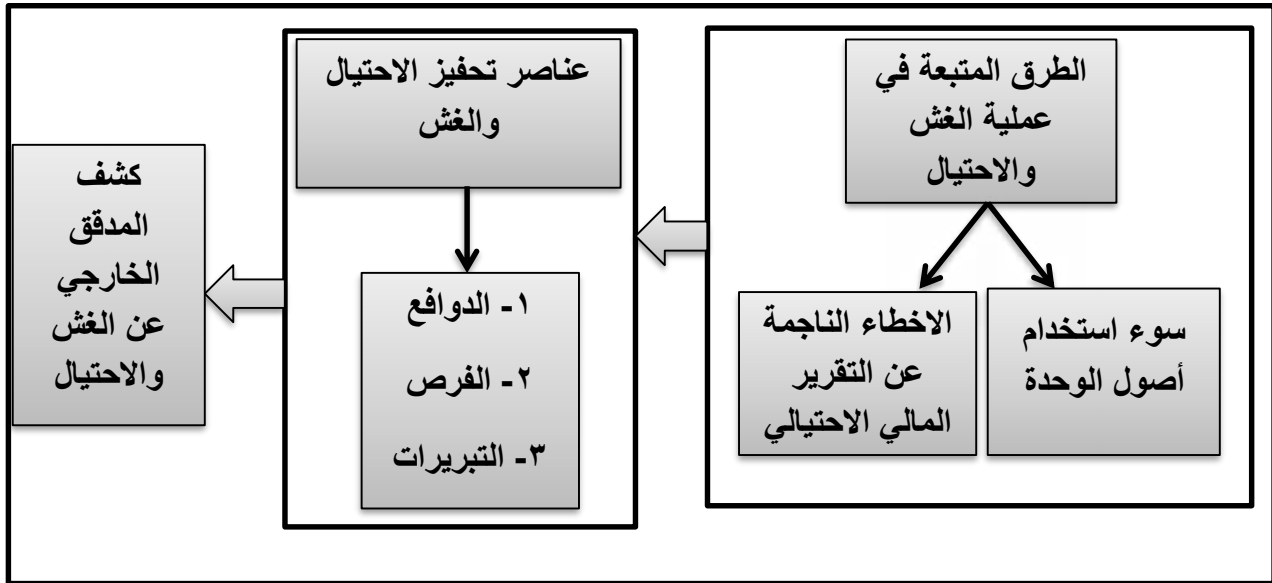 الطرق المتبعة في
عملية الغش
والاحتيال
سوء استخدام
أصول الوحدة
الاخطاء الناجمة
عن التقرير
المالي الاحتيالي
عناصر تحفيز الاحتيال
والغش
١- الدوافع
٢- الفرص
٣- التبريرات
كشف
المدقق
الخارجي
عن الغش
والاحتيال